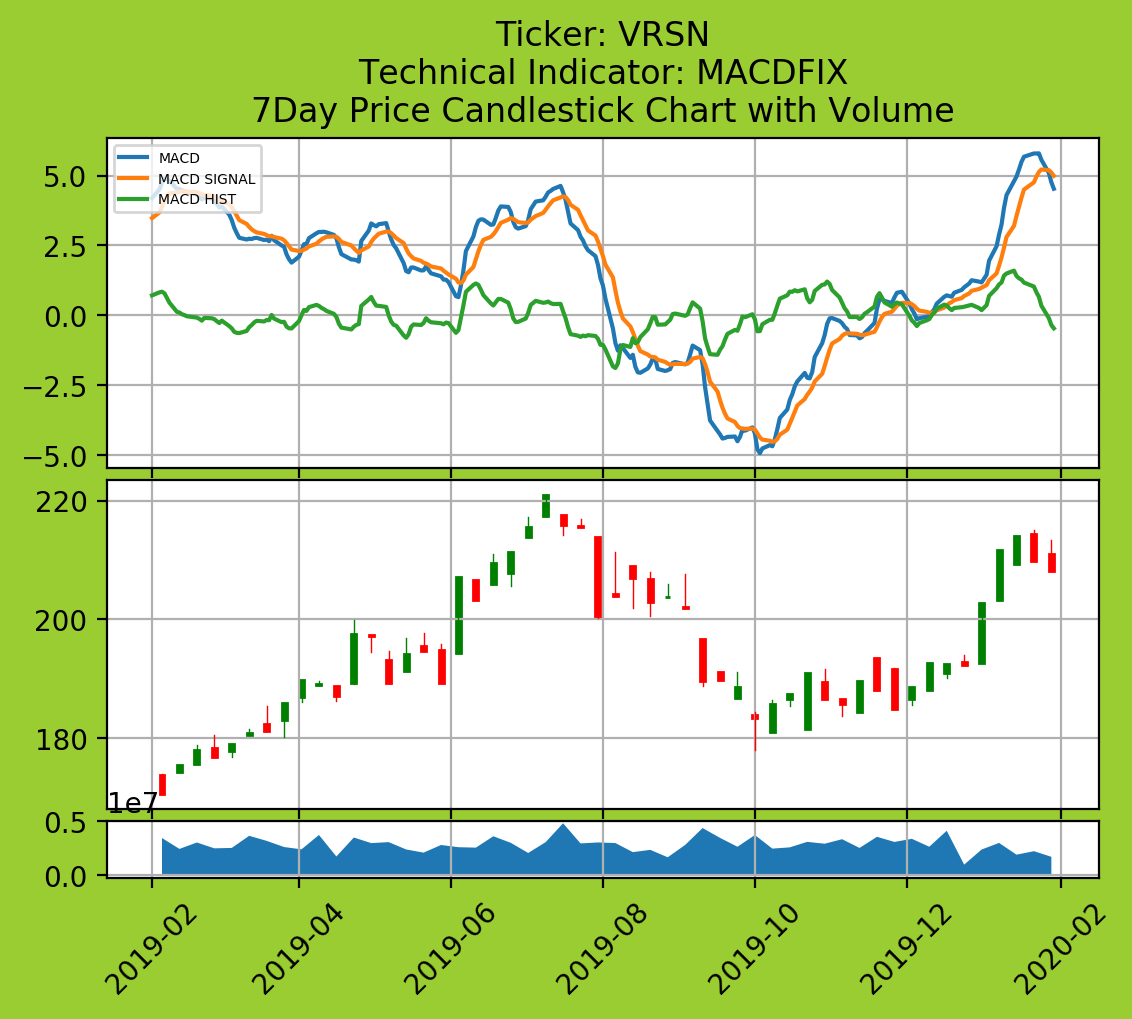 Ticker: VRSN
Technical Indicator: MACDFIX
7Day Price Candlestick Chart with Volume
MACD
MACD SIGNAL
MACD HIST
5.0
2.5
0.0
−2.5
−5.0
220
200
180
1e7
0.5
0.0
2019-02
2019-04
2019-06
2019-08
2019-10
2019-12
2020-02